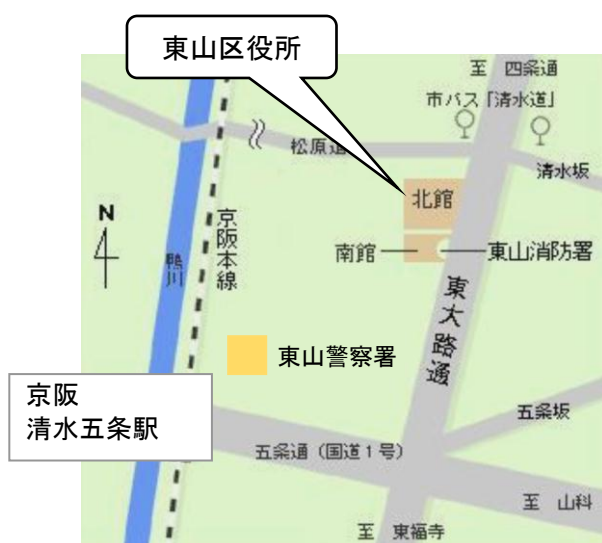 東山区役所
至 四条通
市バス「清水道」
松原通
清水坂
北館
N
京阪本線
南館
東山消防署
鴨川
東大路通
東山警察署
京阪
清水五条駅
五条坂
五条通（国道1号）
至 山科
至 東福寺